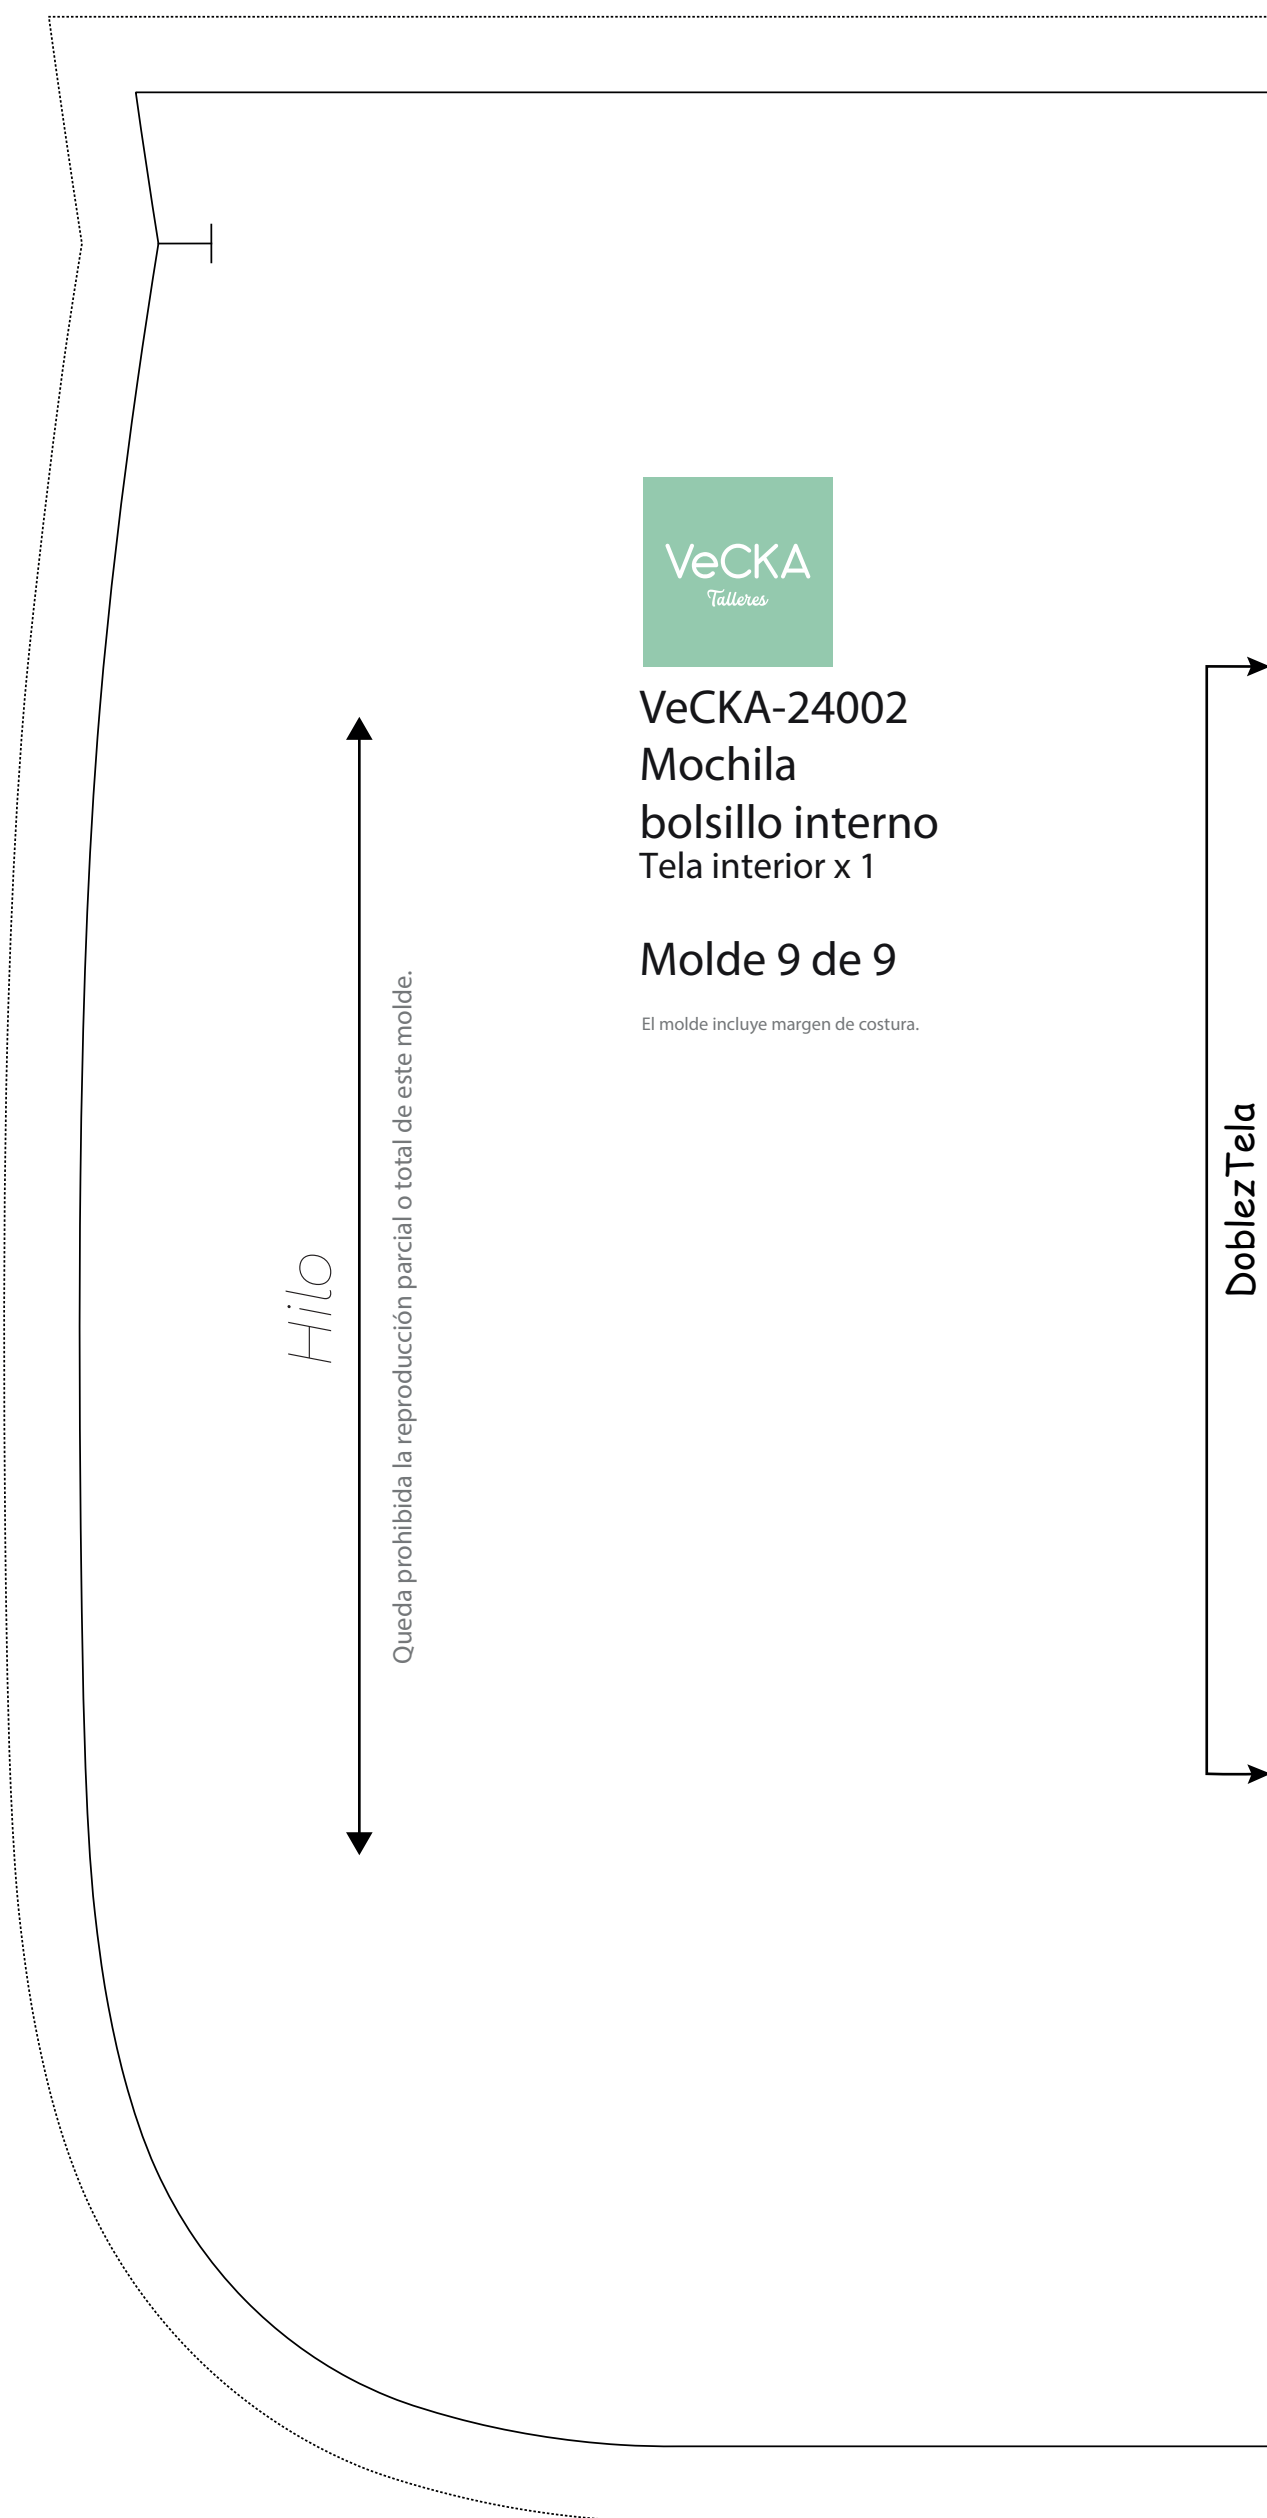 VeCKA
Talleres
VeCKA-24002
Mochila
bolsillo interno
Tela interior x 1
Molde 9 de 9
El molde incluye margen de costura.
Hilo
Queda prohibida la reproducción parcial o total de este molde.
Doblez Tela